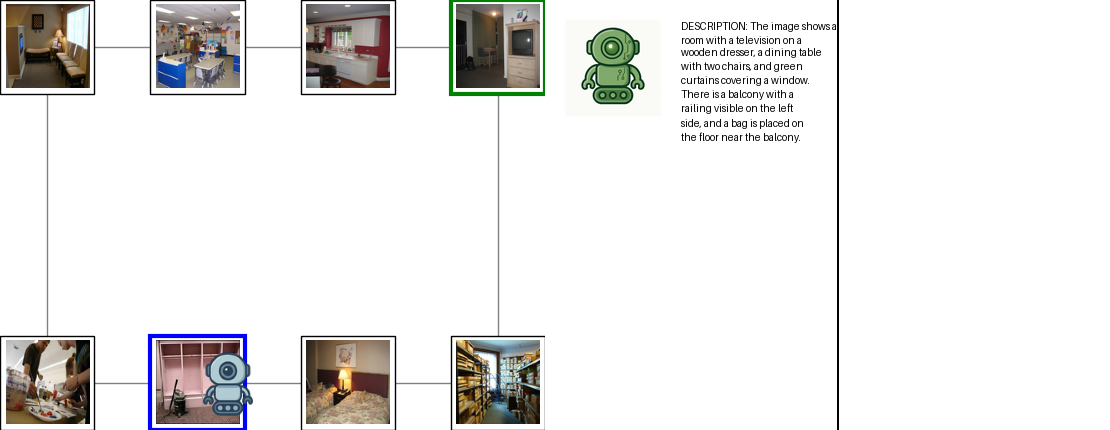 DESCRIPTION: The image shows a
room with a television on a
wooden dresser, a dining table
with two chairs, and green
curtains covering a window.
There is a balcony with a
railing visible on the left
side, and a bag is placed on
the floor near the balcony.